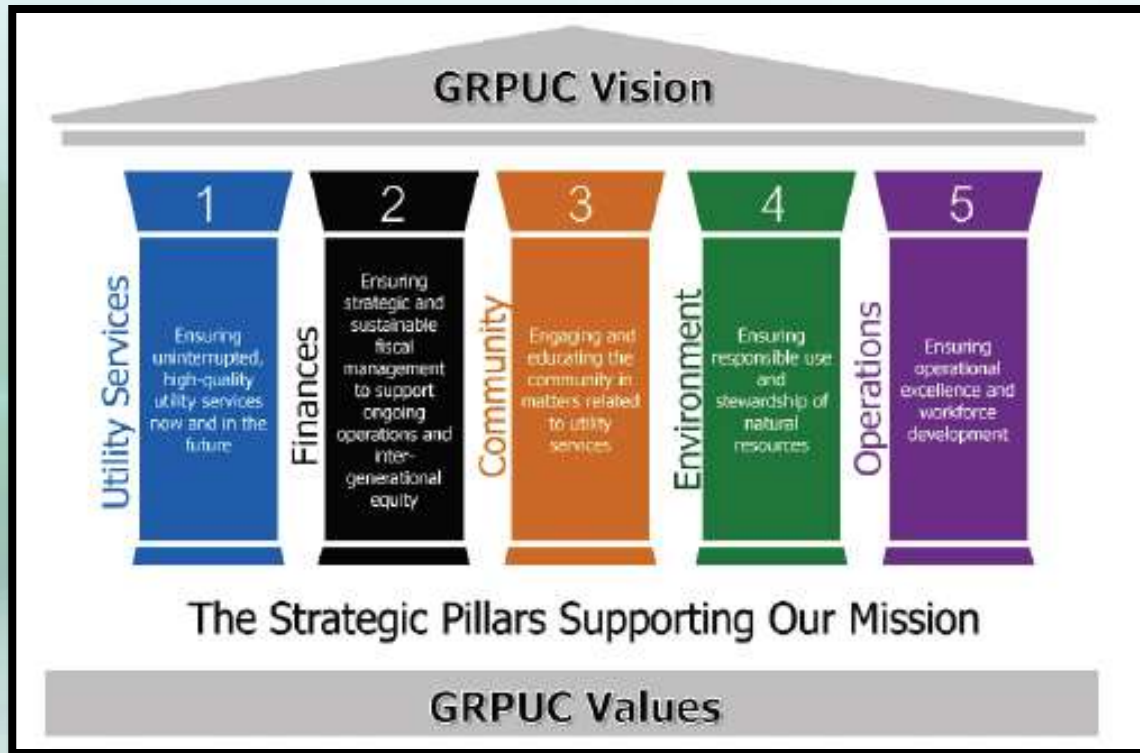 GRPUC Vision
1
Utility Services
Ensuring
uninterrupted,
high-quality
utility services
now and in the
future
2
Finances
Ensuring
strategic and
sustainable
fiscal
management
to support
ongoing
operations and
inter-
generational
equity
3
Community
Engaging and
educating the
community in
matters related
to utility
services
4
Environment
Ensuring
responsible use
and
stewardship of
natural
resources
5
Operations
Ensuring
operational
excellence and
workforce
development
The Strategic Pillars Supporting Our Mission
GRPUC Values